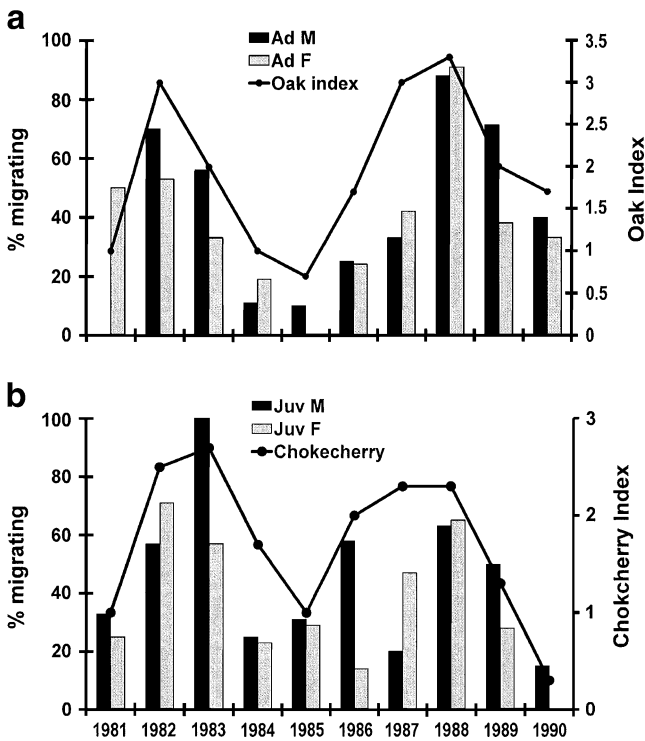 a
Ad M
Ad F
Oak index
100
80
60
40
20
0
% migrating
3.5
3
2.5
2
1.5
1
0.5
0
Oak Index
b
Juv M
Juv F
Chokecherry
100
80
60
40
20
0
% migrating
3
2
1
0
Chokcherry Index
1981 1982 1983 1984 1985 1986 1987 1988 1989 1990